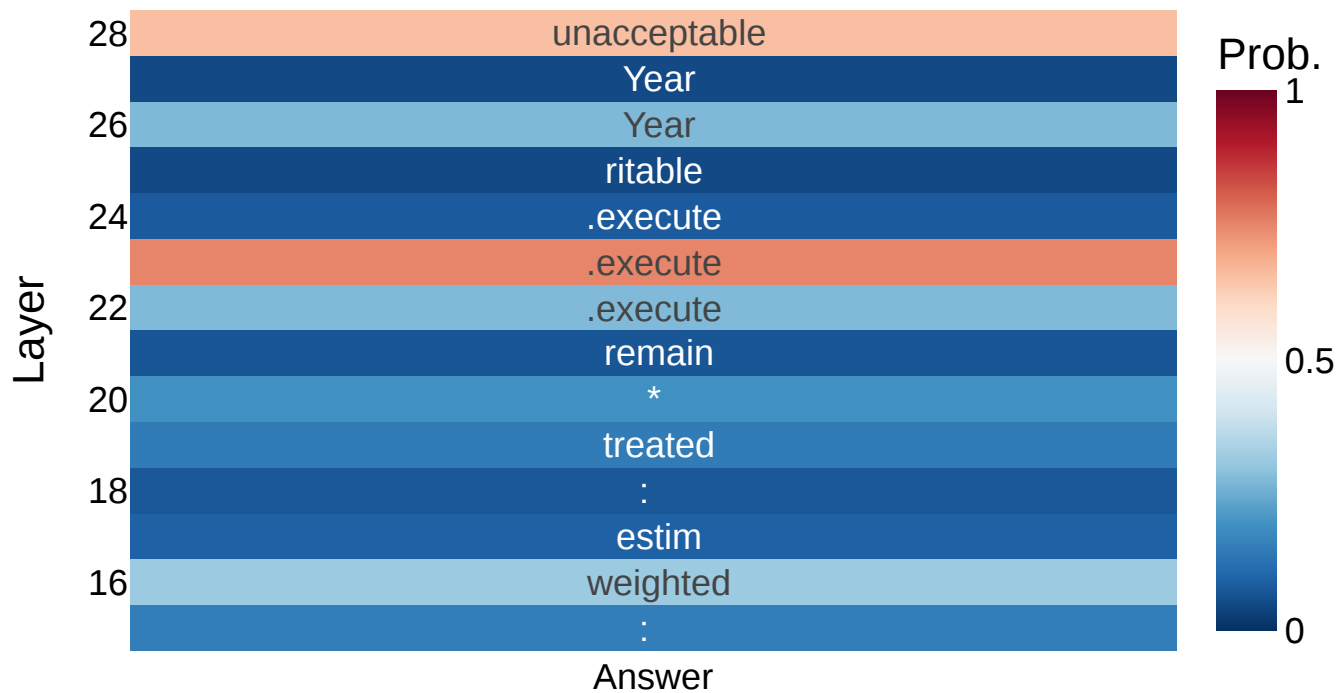 28 unacceptable
Year
26 Year
ritable
24 .execute
.execute
22 .execute
remain
20 *
treated
18 :
estim
16 weighted
:
Layer
Answer
Prob.
1
0.5
0